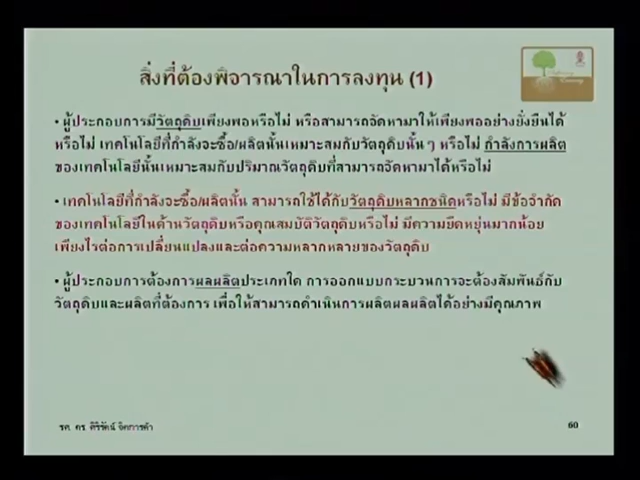 สิ่งที่ต้องพิจารณาในการลงทุน (1)
• ผู้ประกอบการมีวัตถุดิบเพียงพอหรือไม่ หรือสามารถจัดหามาให้เพียงพออย่างยั่งยืนได้
หรือไม่ เทคโนโลยีที่กำลังจะซื้อ/ผลิตนั้นเหมาะสมกับวัตถุดิบนั้นๆ หรือไม่ กำลังการผลิต
ของเทคโนโลยีนั้นเหมาะสมกับปริมาณวัตถุดิบที่สามารถจัดหามาได้หรือไม่
• เทคโนโลยีที่กำลังจะซื้อ/ผลิตนั้น สามารถใช้ได้กับวัตถุดิบหลากชนิดหรือไม่ มีข้อจำกัด
ของเทคโนโลยีในด้านวัตถุดิบหรือคุณสมบัติวัตถุดิบหรือไม่ มีความยืดหยุ่นมากน้อย
เพียงไรต่อการเปลี่ยนแปลงและต่อความหลากหลายของวัตถุดิบ
• ผู้ประกอบการต้องการผลผลิตประเภทใด การออกแบบกระบวนการจะต้องสัมพันธ์กับ
วัตถุดิบและผลิตที่ต้องการ เพื่อให้สามารถดำเนินการผลิตผลผลิตได้อย่างมีคุณภาพ
รศ. ดร. ศิริรัตน์ จิตการค้า
60